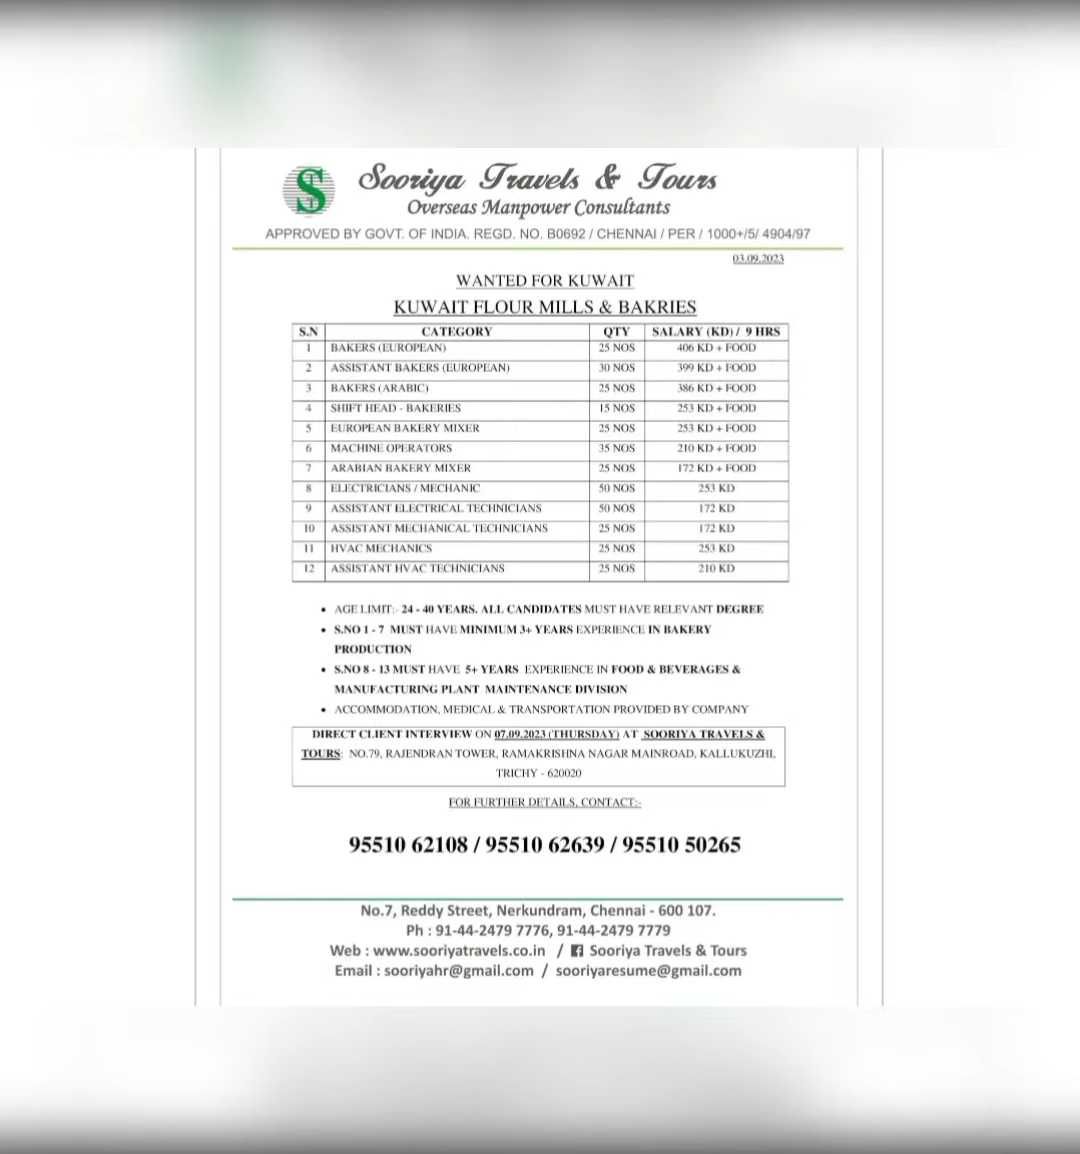 S Sooriya Travels & Tours
Overseas Manpower Consultants
APPROVED BY GOVT. OF INDIA. REGD. NO. B0692 / CHENNAI / PER / 1000+/5/ 4904/97
03.09.2023
WANTED FOR KUWAIT
KUWAIT FLOUR MILLS & BAKRIES
S.N CATEGORY QTY SALARY (KD) / 9 HRS
1 BAKERS (EUROPEAN) 25 NOS 406 KD + FOOD
2 ASSISTANT BAKERS (EUROPEAN) 30 NOS 399 KD + FOOD
3 BAKERS (ARABIC) 25 NOS 386 KD + FOOD
4 SHIFT HEAD - BAKERIES 15 NOS 253 KD + FOOD
5 EUROPEAN BAKERY MIXER 25 NOS 253 KD + FOOD
6 MACHINE OPERATORS 35 NOS 210 KD + FOOD
7 ARABIAN BAKERY MIXER 25 NOS 172 KD + FOOD
8 ELECTRICIANS / MECHANIC 50 NOS 253 KD
9 ASSISTANT ELECTRICAL TECHNICIANS 50 NOS 172 KD
10 ASSISTANT MECHANICAL TECHNICIANS 25 NOS 172 KD
11 HVAC MECHANICS 25 NOS 253 KD
12 ASSISTANT HVAC TECHNICIANS 25 NOS 210 KD
• AGE LIMIT:- 24 - 40 YEARS. ALL CANDIDATES MUST HAVE RELEVANT DEGREE
• S.NO 1 - 7 MUST HAVE MINIMUM 3+ YEARS EXPERIENCE IN BAKERY
PRODUCTION
• S.NO 8 - 13 MUST HAVE 5+ YEARS EXPERIENCE IN FOOD & BEVERAGES &
MANUFACTURING PLANT MAINTENANCE DIVISION
• ACCOMMODATION, MEDICAL & TRANSPORTATION PROVIDED BY COMPANY
DIRECT CLIENT INTERVIEW ON 07.09.2023 (THURSDAY) AT SOORIYA TRAVELS &
TOURS: NO.79, RAJENDRAN TOWER, RAMAKRISHNA NAGAR MAINROAD, KALLUKUZHI,
TRICHY - 620020
FOR FURTHER DETAILS, CONTACT:-
95510 62108 / 95510 62639 / 95510 50265
No.7, Reddy Street, Nerkundram, Chennai - 600 107.
Ph : 91-44-2479 7776, 91-44-2479 7779
Web : www.sooriyatravels.co.in / Sooriya Travels & Tours
Email : sooriyahr@gmail.com / sooriyaresume@gmail.com